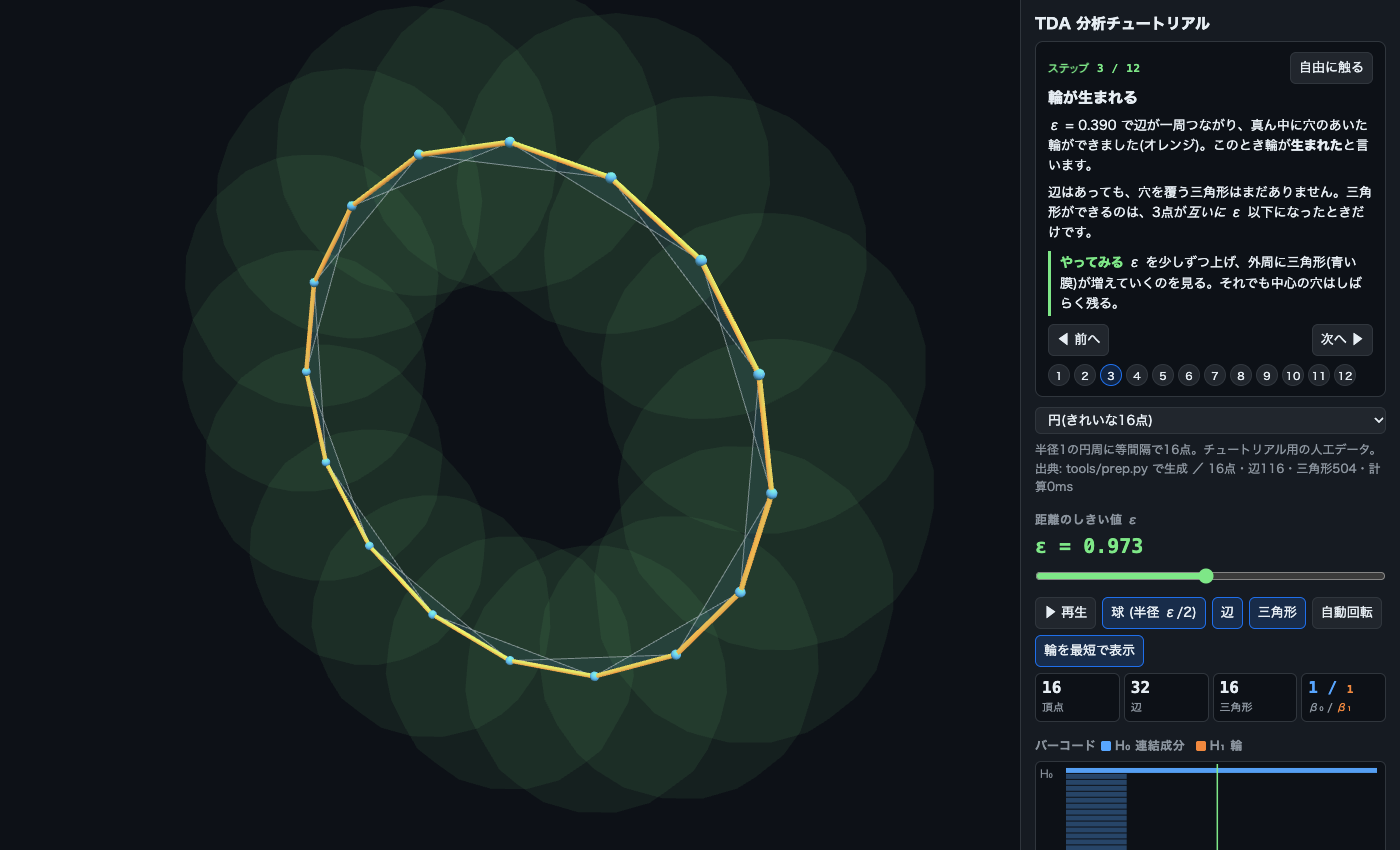 TDA 分析チュートリアル
ステップ 3 / 12
自由に触る
輪が生まれる
ε = 0.390 で辺が一周つながり、真ん中に穴のあいた
輪ができました(オレンジ)。このとき輪が生まれたと言
います。
辺はあっても、穴を覆う三角形はまだありません。三角
形ができるのは、3点が互いに ε 以下になったときだ
けです。
やってみる ε を少しずつ上げ、外周に三角形(青い
膜)が増えていくのを見る。それでも中心の穴はしば
らく残る。
◀ 前へ
次へ ▶
1 2 3 4 5 6 7 8 9 10 11 12
円(きれいな16点)
半径1の円周に等間隔で16点。チュートリアル用の人工データ。
出典: tools/prep.py で生成 ／ 16点・辺116・三角形504・計
算0ms
距離のしきい値 ε
ε = 0.973
▶ 再生 球 (半径 ε/2) 辺 三角形 自動回転
輪を最短で表示
16 32 16 1 / 1
頂点 辺 三角形 β₀ / β₁
バーコード H₀ 連結成分 H₁ 輪
H₀